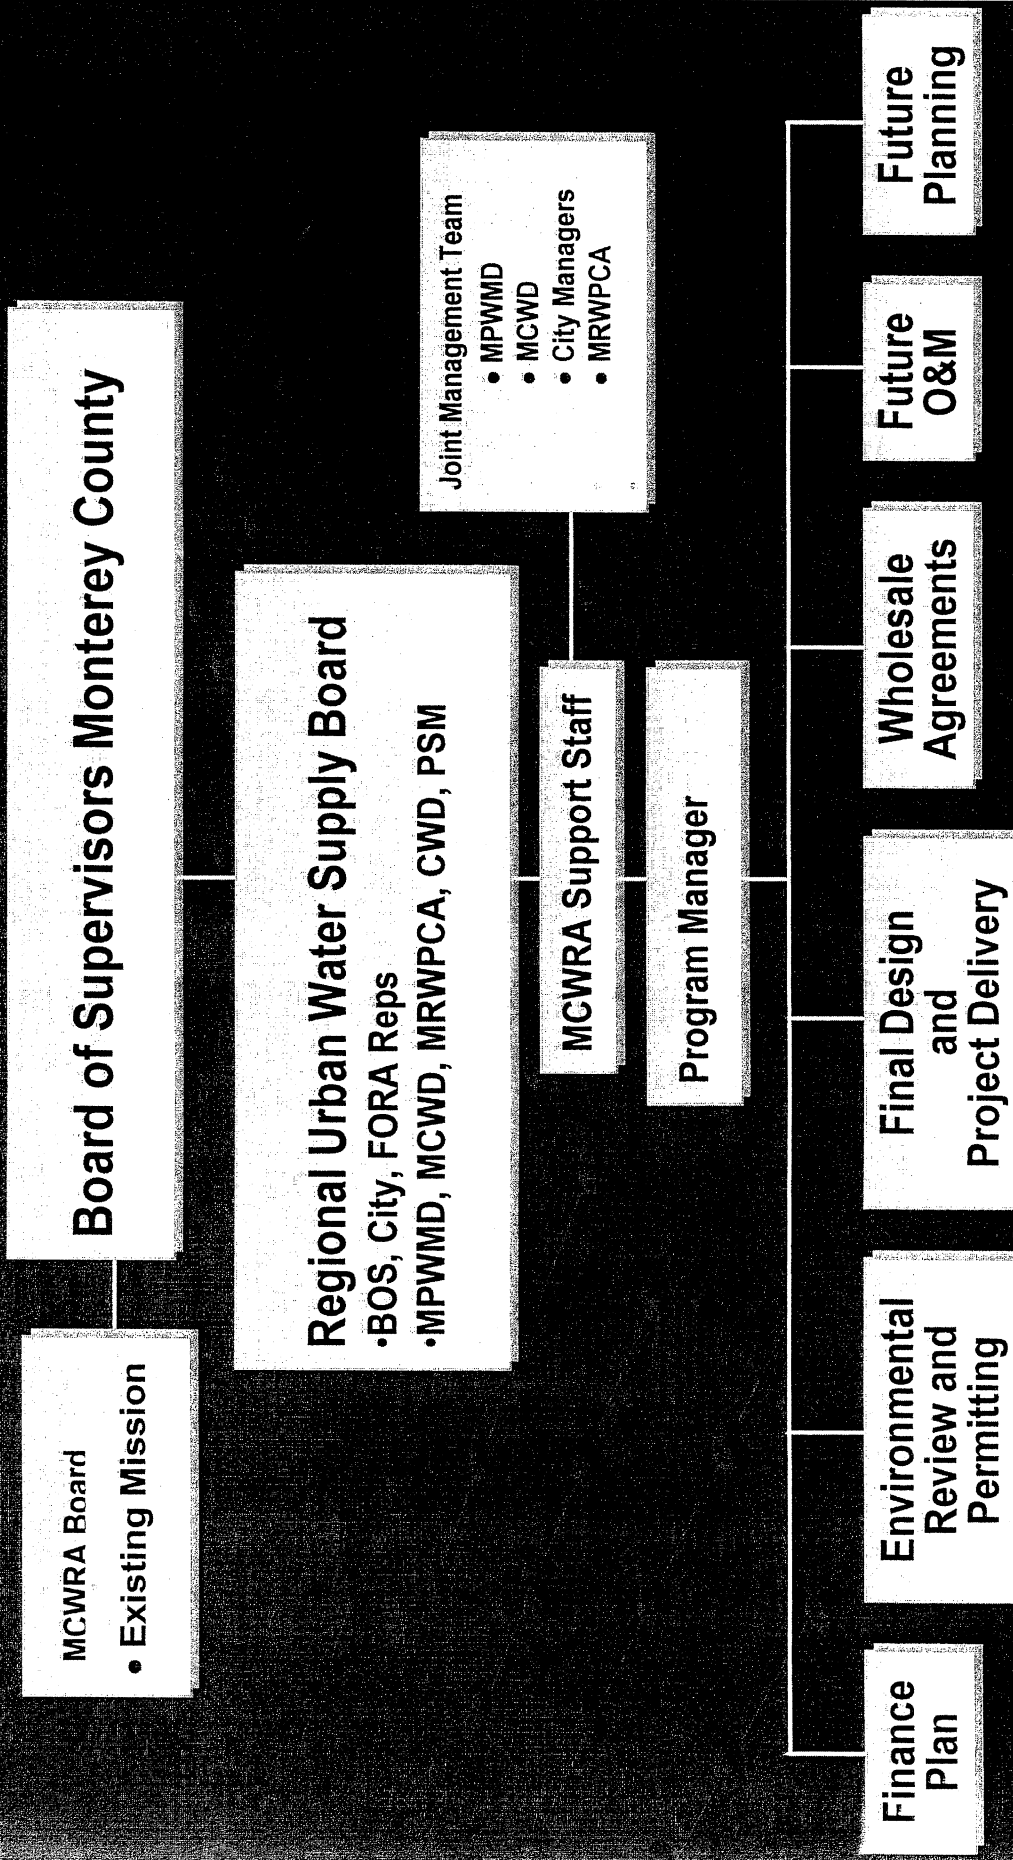 Board of Supervisors Monterey County
MCWRA Board
• Existing Mission
Regional Urban Water Supply Board
•BOS, City, FORA Reps
•MPWMD, MCWD, MRWPCA, CWD, PSM
Joint Management Team
• MPWMD
• MCWD
• City Managers
• MRWPCA
MCWRA Support Staff
Program Manager
Finance
Plan
Environmental
Review and
Permitting
Final Design
and
Project Delivery
Wholesale
Agreements
Future
O&M
Future
Planning